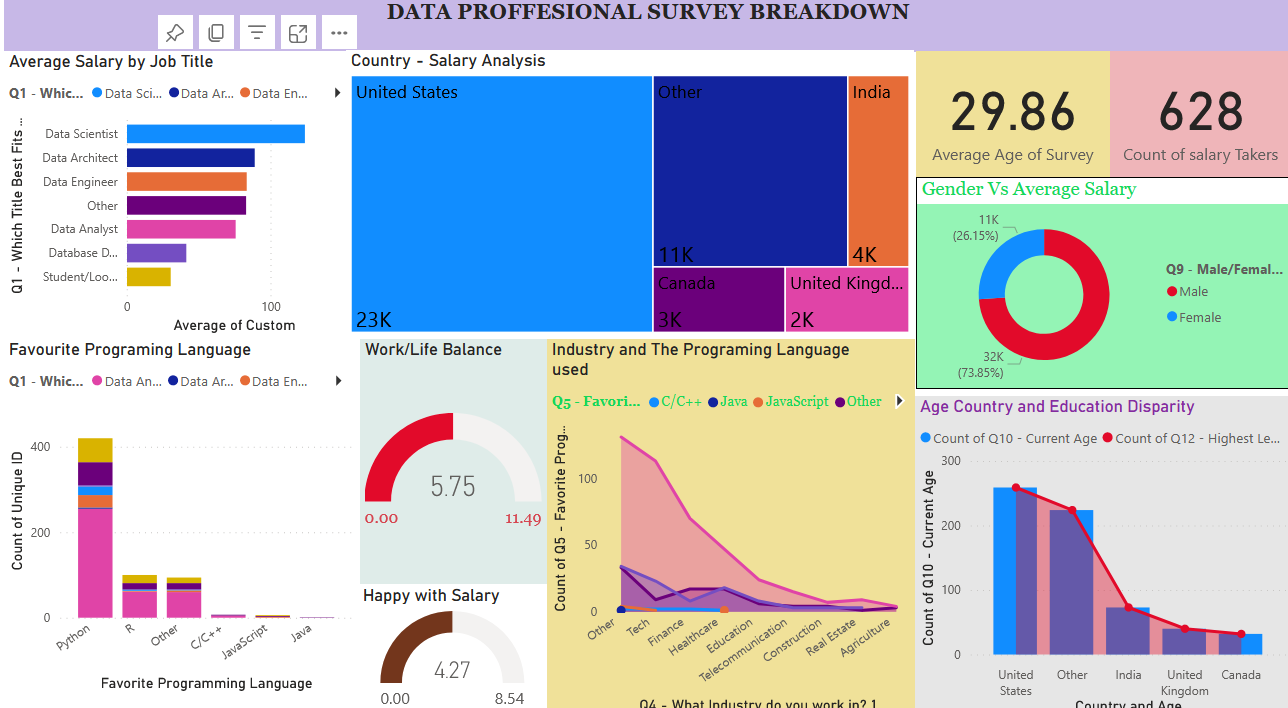 DATA PROFFESIONAL SURVEY BREAKDOWN
Average Salary by Job Title
Q1 - Whic... Data Sci... Data Ar... Data En...
Q1 - Which Title Best Fits ...
Data Scientist
Data Architect
Data Engineer
Other
Data Analyst
Database D...
Student/Loo...
0 100
Average of Custom
Country - Salary Analysis
United States
23K
Other
11K
India
4K
Canada
3K
United Kingd...
2K
29.86
Average Age of Survey
628
Count of salary Takers
Gender Vs Average Salary
11K
(26.15%)
32K
(73.85%)
Q9 - Male/Femal...
Male
Female
Favourite Programing Language
Q1 - Whic... Data An... Data Ar... Data En...
Count of Unique ID
400
200
0
Python R Other C/C++ JavaScript Java
Favorite Programming Language
Work/Life Balance
5.75
0.00 11.49
Happy with Salary
4.27
0.00 8.54
Industry and The Programing Language
used
Q5 - Favori... C/C++ Java JavaScript Other
Count of Q5 - Favorite Prog...
100
50
0
Other Tech Finance Healthcare Education Telecommunication Construction Real Estate Agriculture
Q4 - What Industry do you work in? 1
Age Country and Education Disparity
Count of Q10 - Current Age Count of Q12 - Highest Le...
Count of Q10 - Current Age
300
200
100
0
United States Other India United Kingdom Canada
Country and Age